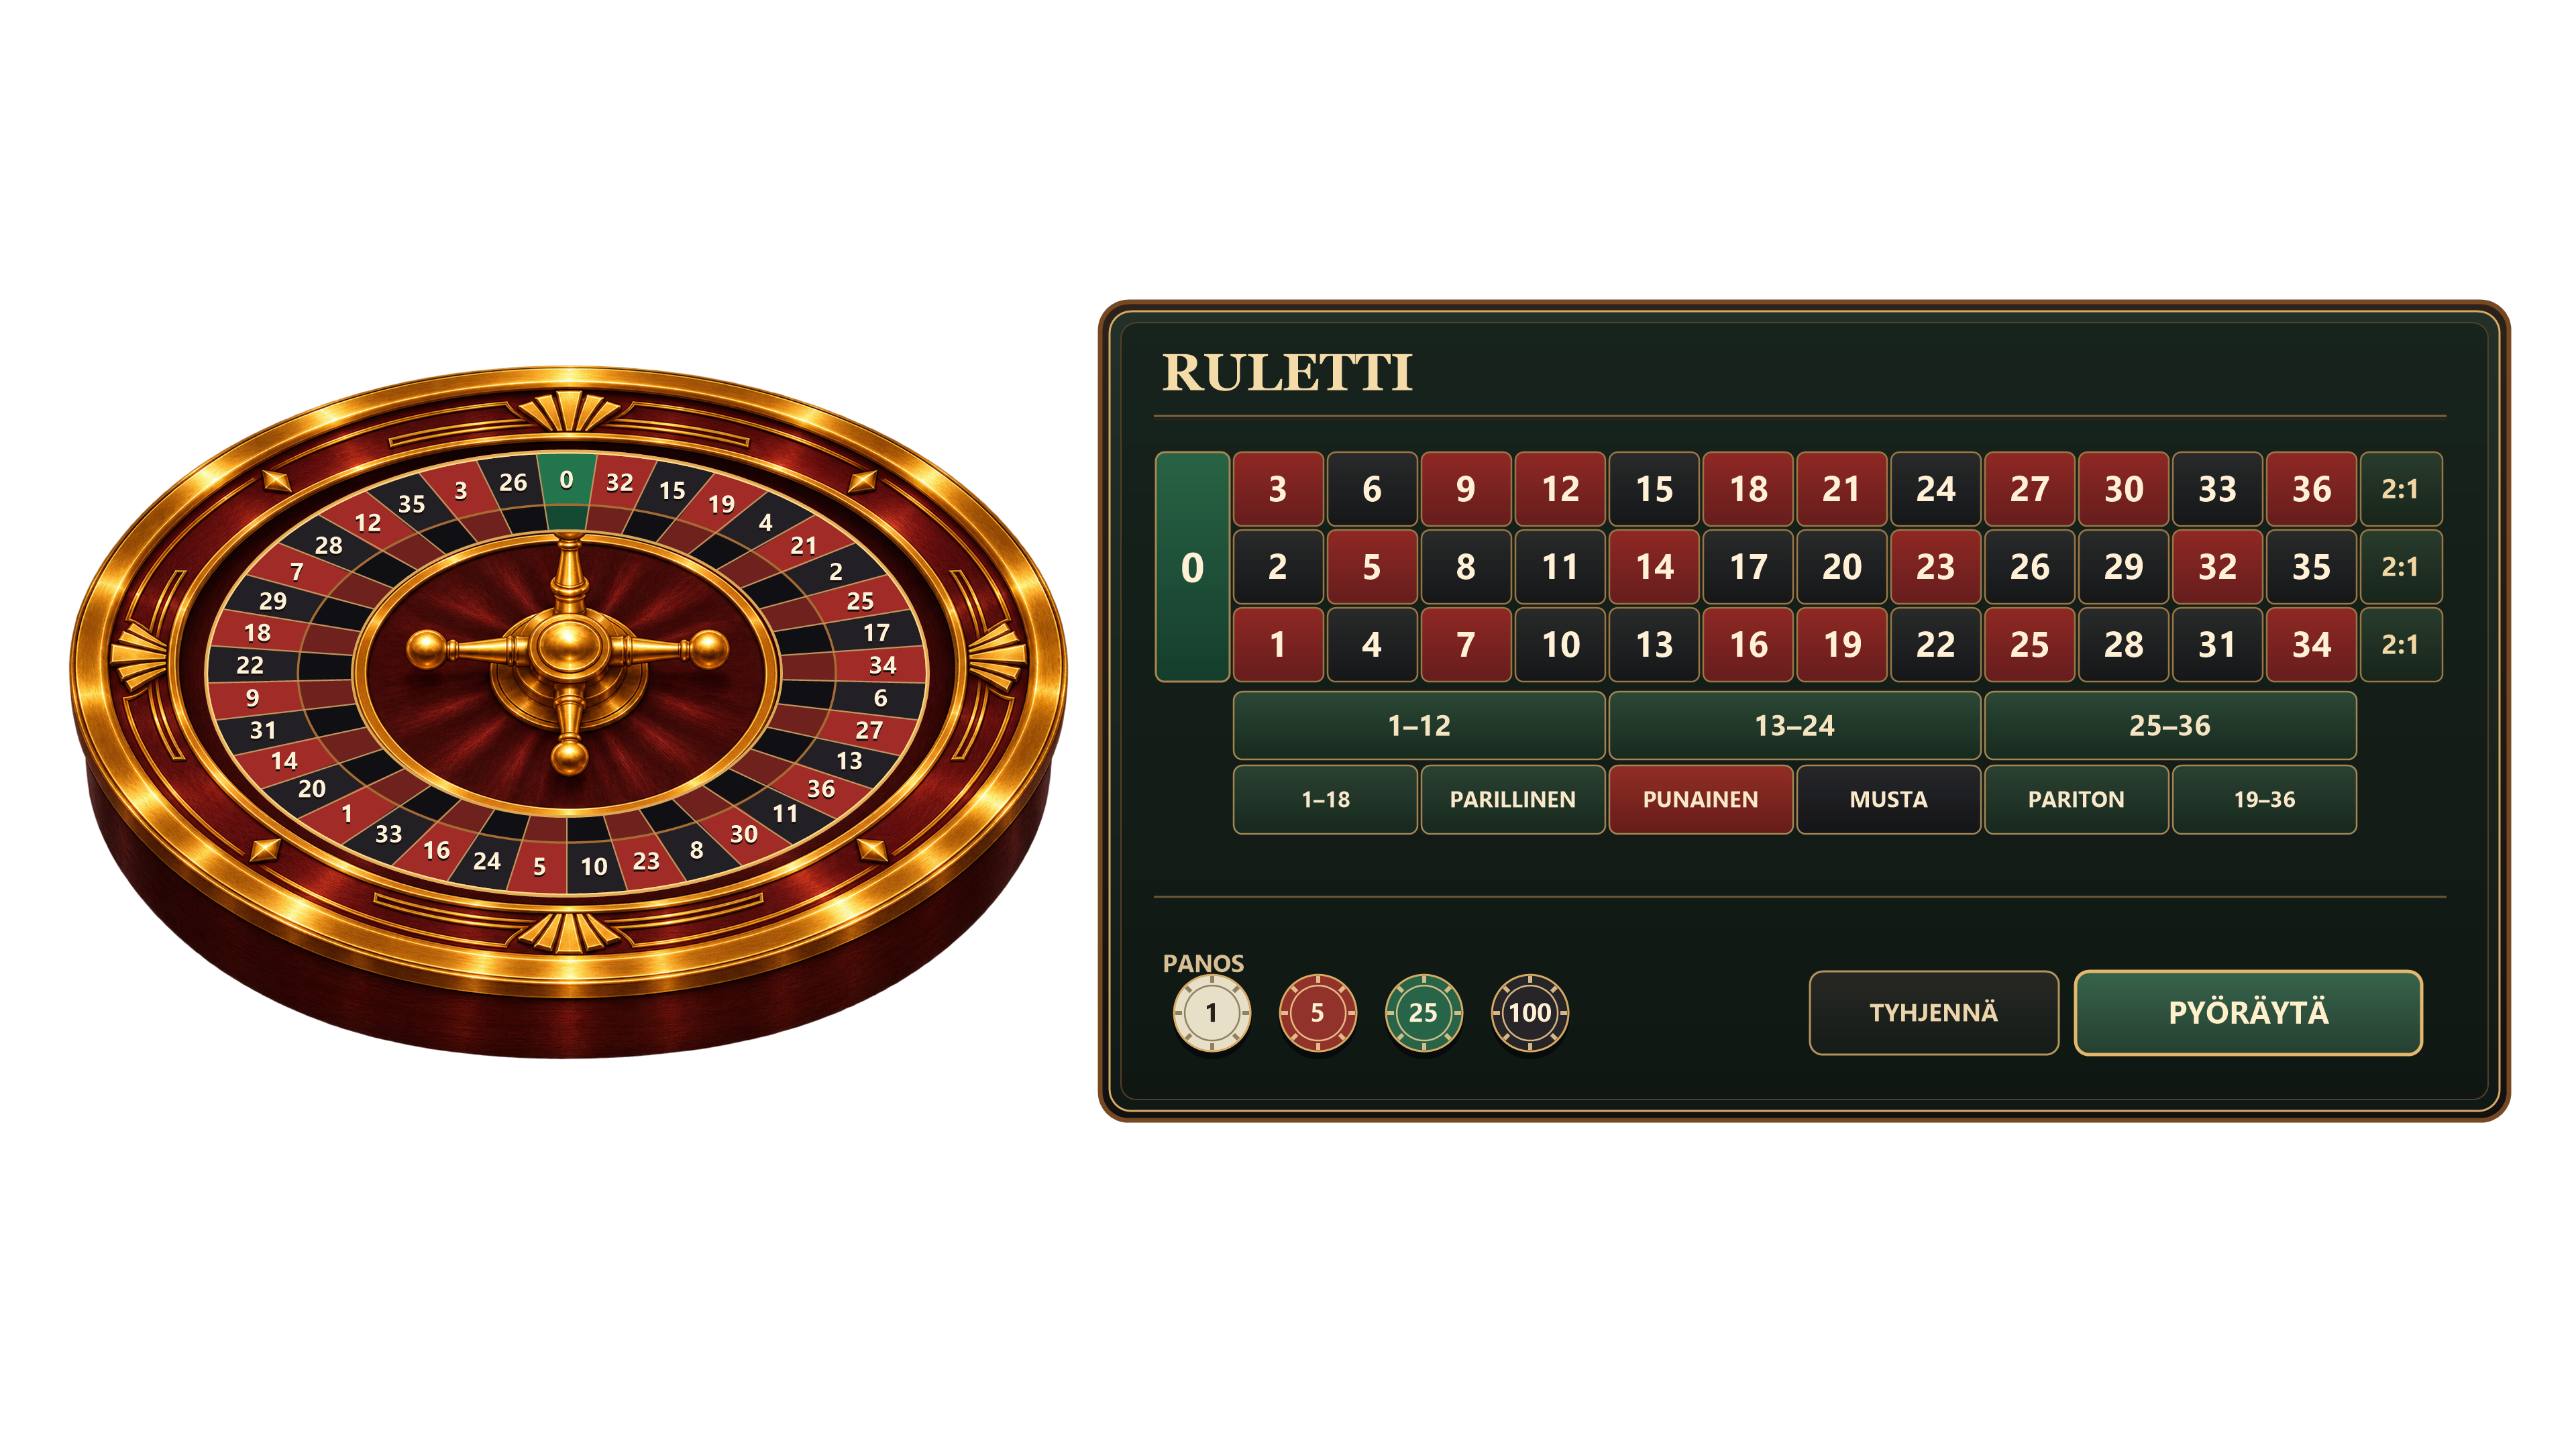 0 32 15 19 4 21 2 25 17 34 6 27 13 36 11 30 8 23 10 5 24 16 33 1 20 14 31 9 22 18 29 7 28 12 35 3 26
RULETTI
0
3 6 9 12 15 18 21 24 27 30 33 36 2:1
2 5 8 11 14 17 20 23 26 29 32 35 2:1
1 4 7 10 13 16 19 22 25 28 31 34 2:1
1–12 13–24 25–36
1–18 PARILLINEN PUNAINEN MUSTA PARITON 19–36
PANOS
1 5 25 100 TYHJENNÄ PYÖRÄYTÄ